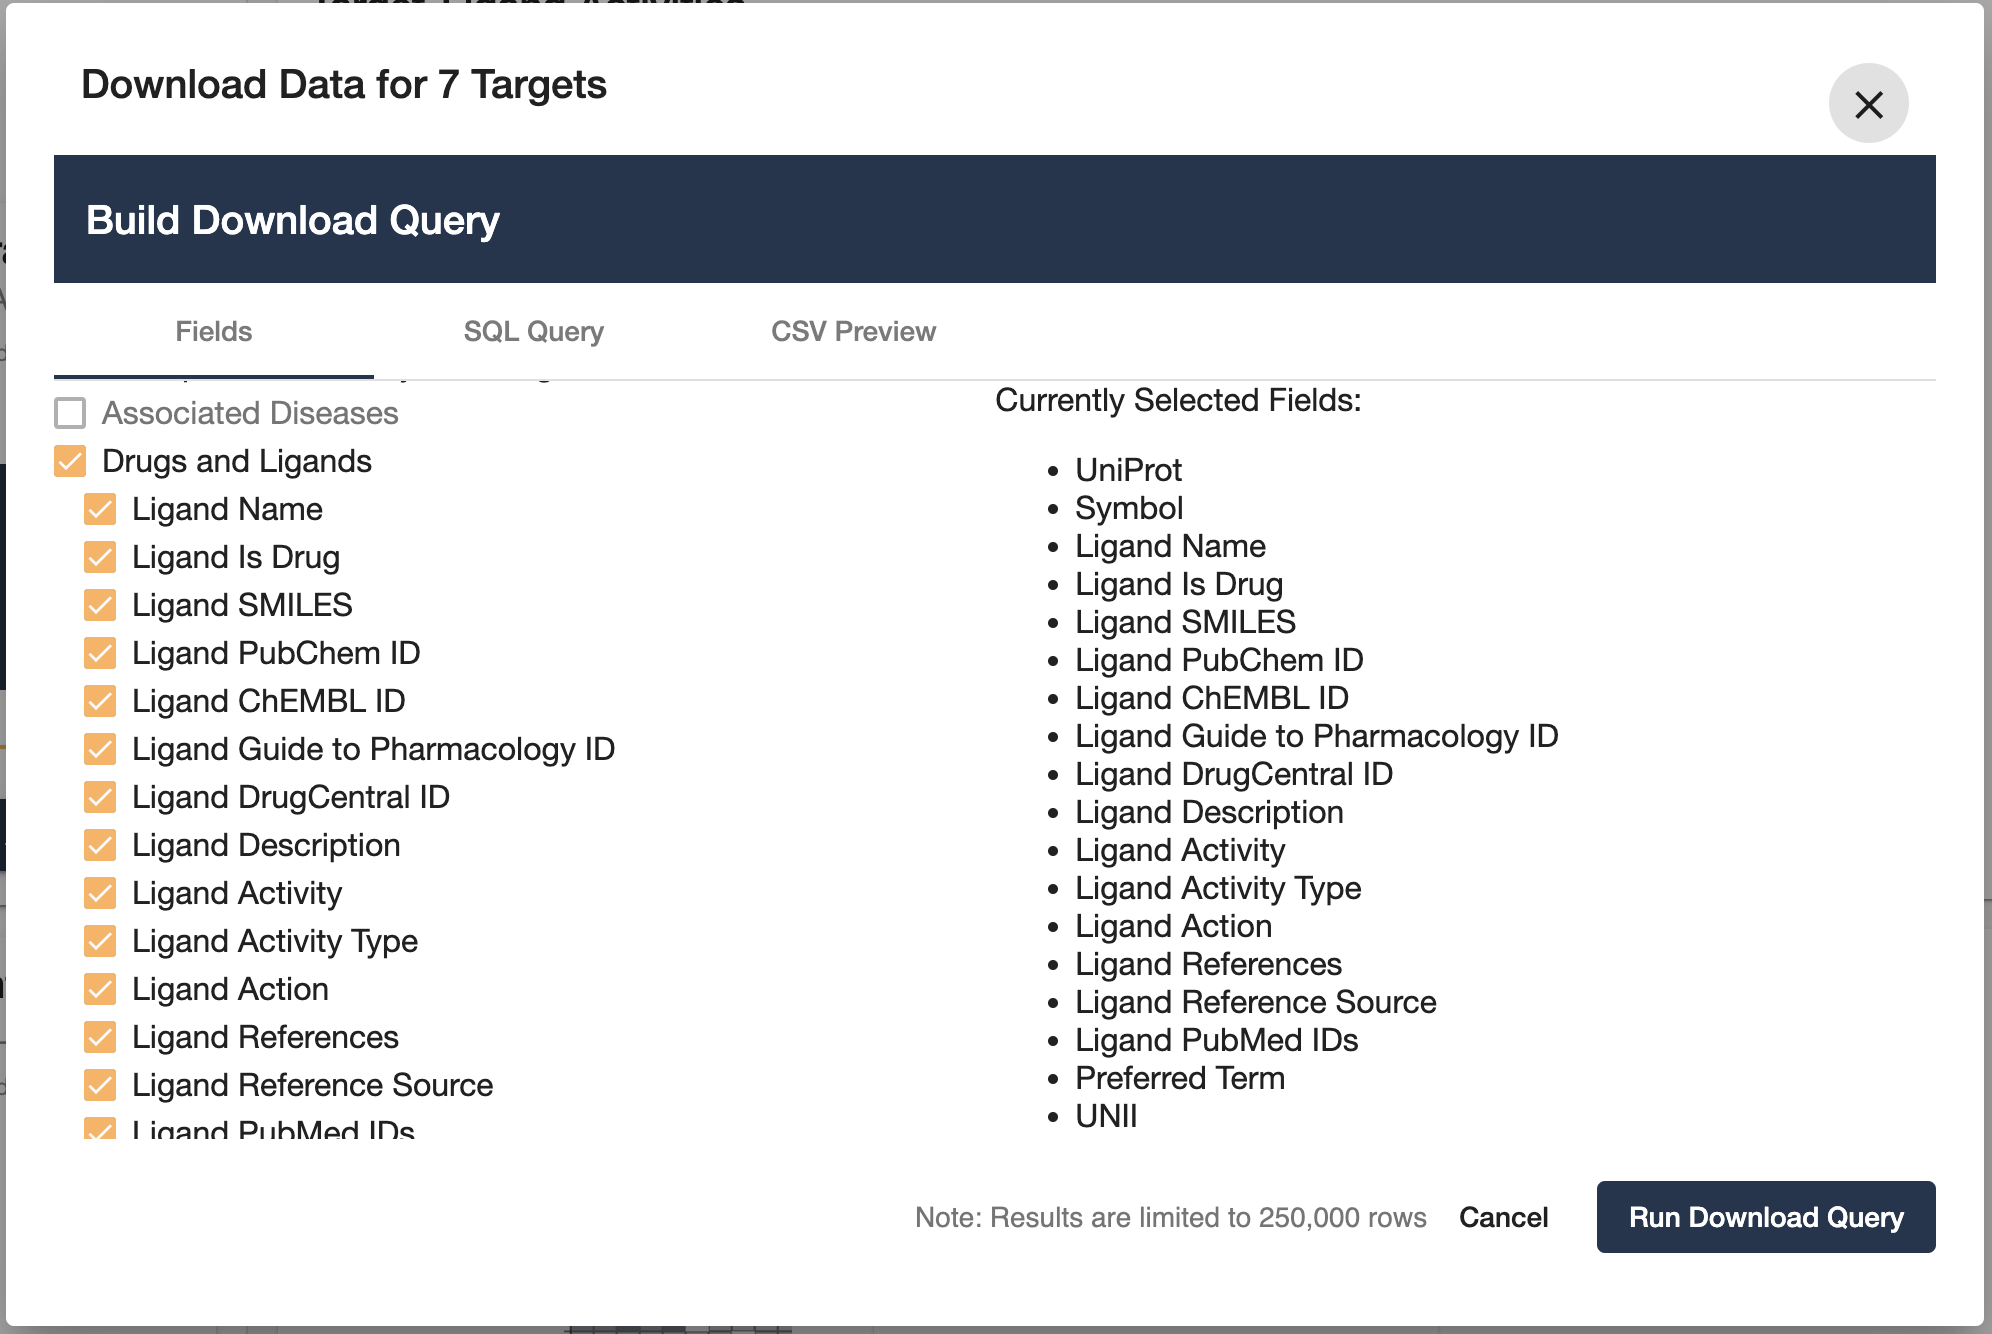 Target-Ligand Activities
Download Data for 7 Targets
Build Download Query
Fields
SQL Query
CSV Preview
Associated Diseases
Drugs and Ligands
Ligand Name
Ligand Is Drug
Ligand SMILES
Ligand PubChem ID
Ligand ChEMBL ID
Ligand Guide to Pharmacology ID
Ligand DrugCentral ID
Ligand Description
Ligand Activity
Ligand Activity Type
Ligand Action
Ligand References
Ligand Reference Source
Ligand PubMed IDs
Currently Selected Fields:
UniProt
Symbol
Ligand Name
Ligand Is Drug
Ligand SMILES
Ligand PubChem ID
Ligand ChEMBL ID
Ligand Guide to Pharmacology ID
Ligand DrugCentral ID
Ligand Description
Ligand Activity
Ligand Activity Type
Ligand Action
Ligand References
Ligand Reference Source
Ligand PubMed IDs
Preferred Term
UNII
Note: Results are limited to 250,000 rows
Cancel
Run Download Query